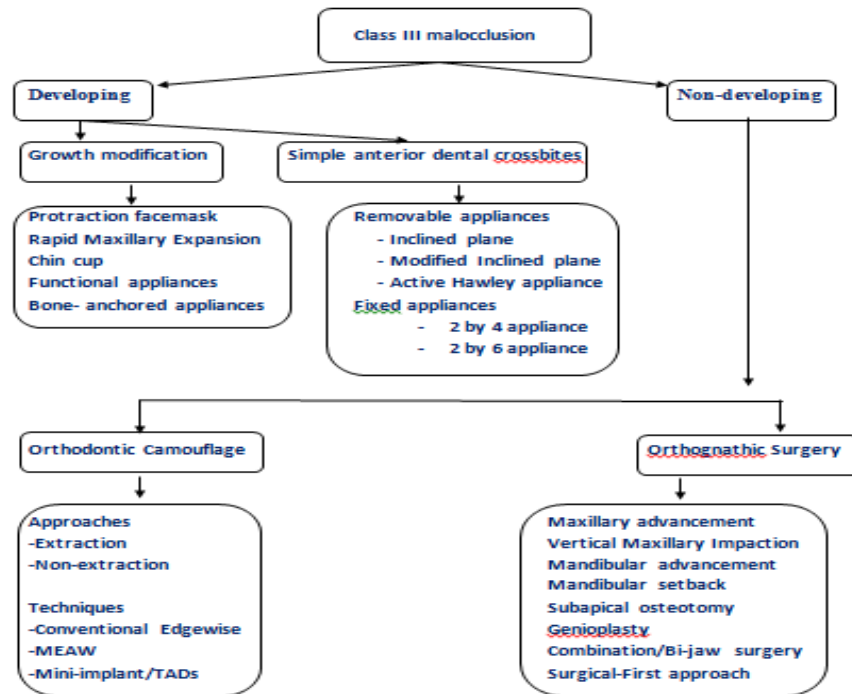 Class III malocclusion
Developing
Non-developing
Growth modification
Simple anterior dental crossbites
Protraction facemask
Rapid Maxillary Expansion
Chin cup
Functional appliances
Bone- anchored appliances
Removable appliances
- Inclined plane
- Modified Inclined plane
- Active Hawley appliance
Fixed appliances
- 2 by 4 appliance
- 2 by 6 appliance
Orthodontic Camouflage
Orthognathic Surgery
Approaches
-Extraction
-Non-extraction
Techniques
-Conventional Edgewise
-MEAW
-Mini-implant/TADs
Maxillary advancement
Vertical Maxillary Impaction
Mandibular advancement
Mandibular setback
Subapical osteotomy
Genioplasty
Combination/Bi-jaw surgery
Surgical-First approach